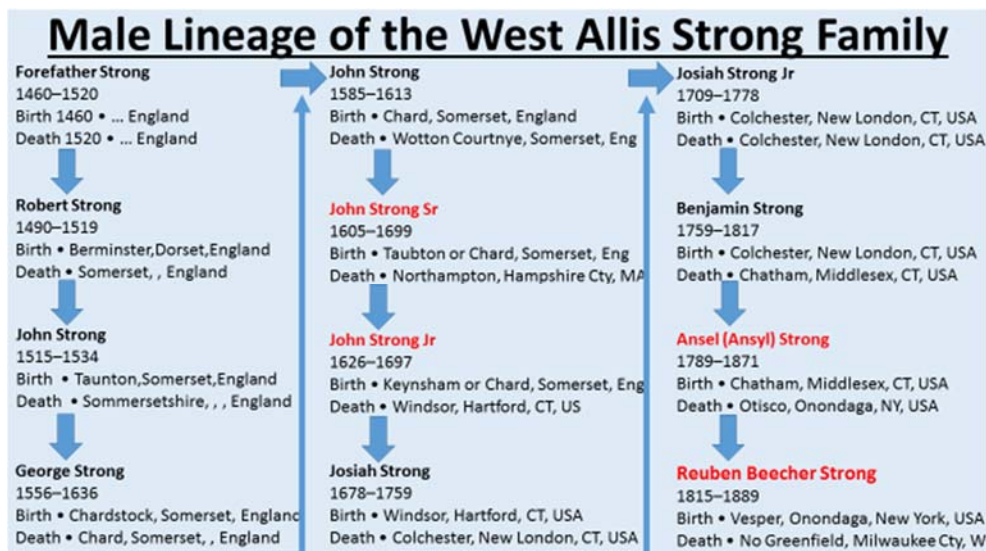 Male Lineage of the West Allis Strong Family
Forefather Strong
1460–1520
Birth 1460 • ... England
Death 1520 • ... England
Robert Strong
1490–1519
Birth • Berminster,Dorset,England
Death • Somerset, , England
John Strong
1515–1534
Birth • Taunton,Somerset,England
Death • Sommersetshire, , , England
George Strong
1556–1636
Birth • Chardstock, Somerset, England
Death • Chard, Somerset, , England
John Strong
1585–1613
Birth • Chard, Somerset, England
Death • Wotton Courtnye, Somerset, Eng
John Strong Sr
1605–1699
Birth • Taubton or Chard, Somerset, Eng
Death • Northampton, Hampshire Cty, MA
John Strong Jr
1626–1697
Birth • Keynsham or Chard, Somerset, Eng
Death • Windsor, Hartford, CT, US
Josiah Strong
1678–1759
Birth • Windsor, Hartford, CT, USA
Death • Colchester, New London, CT, USA
Josiah Strong Jr
1709–1778
Birth • Colchester, New London, CT, USA
Death • Colchester, New London, CT, USA
Benjamin Strong
1759–1817
Birth • Colchester, New London, CT, USA
Death • Chatham, Middlesex, CT, USA
Ansel (Ansyl) Strong
1789–1871
Birth • Chatham, Middlesex, CT, USA
Death • Otisco, Onondaga, NY, USA
Reuben Beecher Strong
1815–1889
Birth • Vesper, Onondaga, New York, USA
Death • No Greenfield, Milwaukee Cty, W